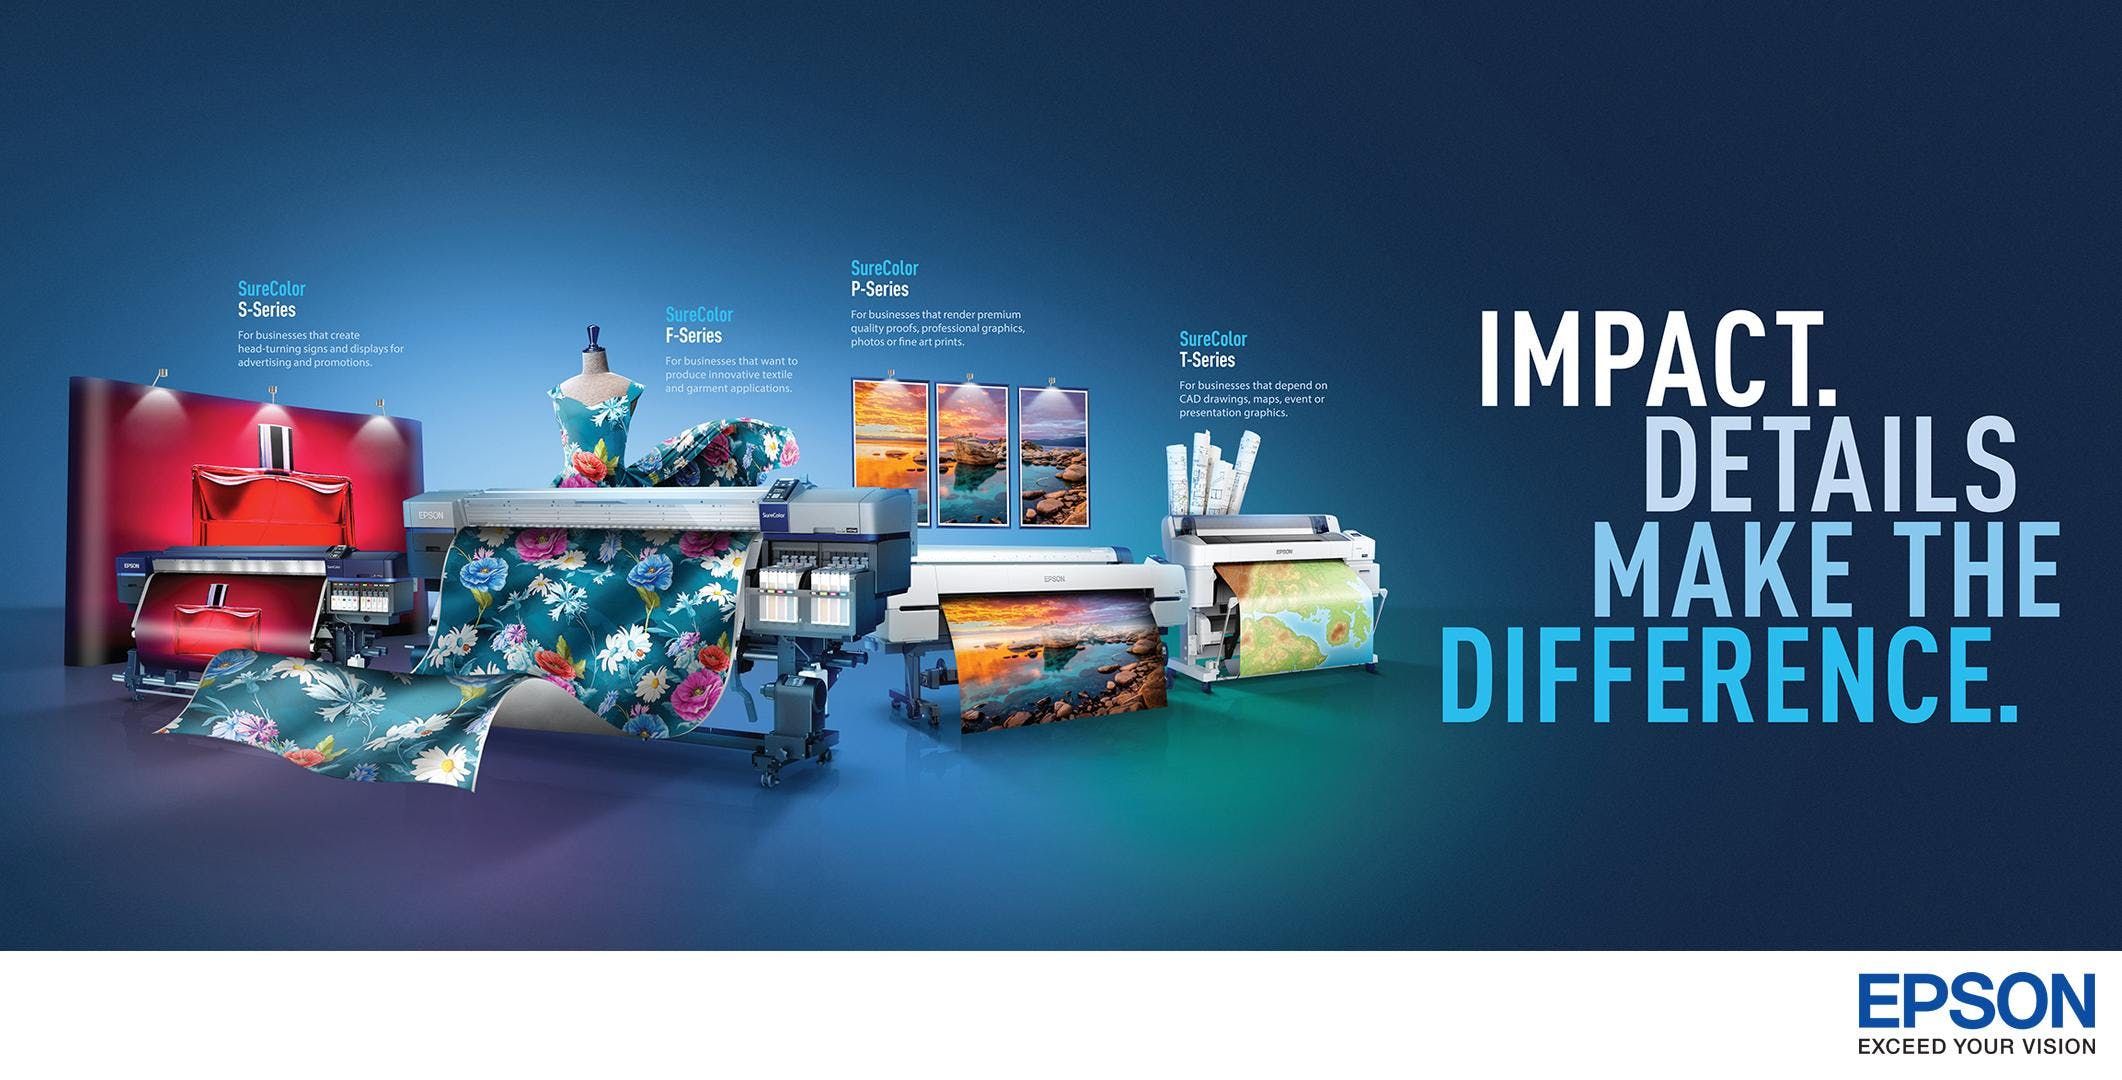 SureColor
S-Series
For businesses that create
head-turning signs and displays for
advertising and promotions.
SureColor
F-Series
For businesses that want to
produce innovative textile
and garment applications.
SureColor
P-Series
For businesses that render premium
quality proofs, professional graphics,
photos or fine art prints.
SureColor
T-Series
For businesses that depend on
CAD drawings, maps, event or
presentation graphics.
EPSON
SureColor
EPSON
SureColor
EPSON
EPSON
IMPACT.
DETAILS
MAKE THE
DIFFERENCE.
EPSON
EXCEED YOUR VISION